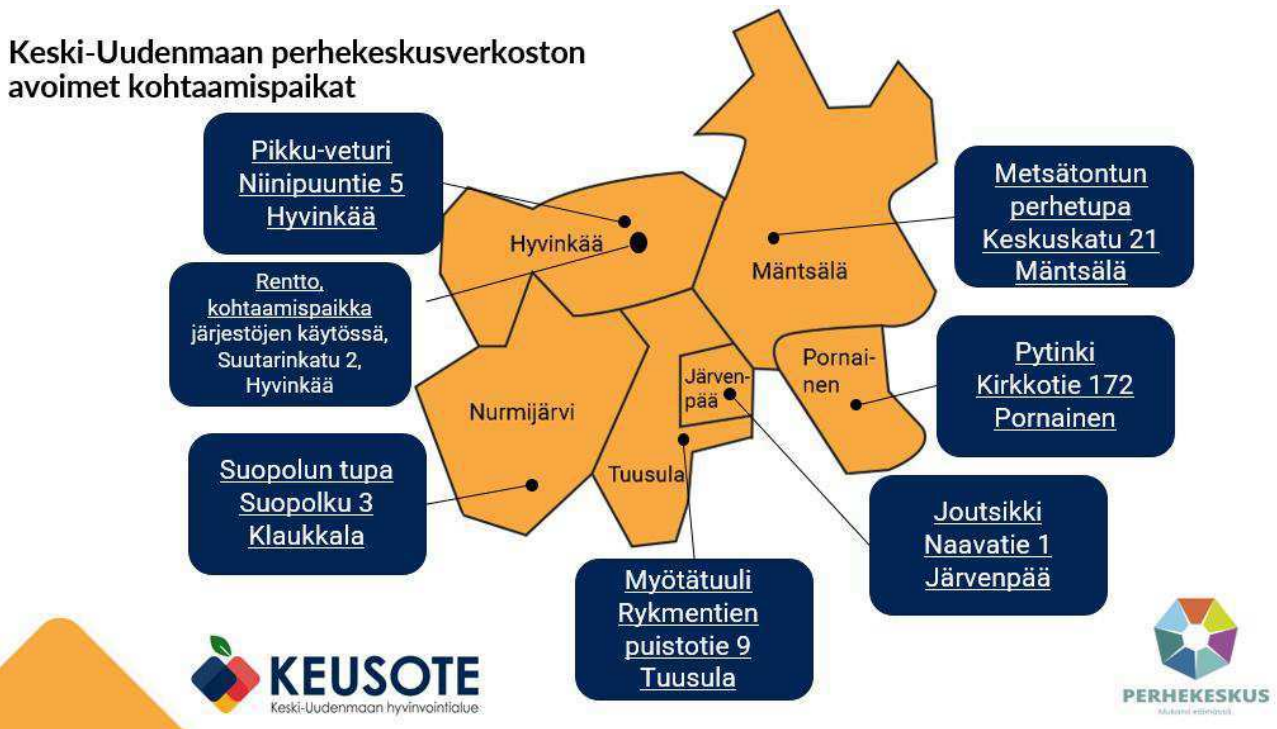 Keski-Uudenmaan perhekeskusverkoston
avoimet kohtaamispaikat
Pikku-veturi
Niinipuuntie 5
Hyvinkää
Rentto,
kohtaamispaikka
järjestöjen käytössä,
Suutarinkatu 2,
Hyvinkää
Suopolun tupa
Suopolku 3
Klaukkala
Hyvinkää
Mäntsälä
Nurmijärvi
Järven-
pää
Pornai-
nen
Tuusula
Metsätontun
perhetupa
Keskuskatu 21
Mäntsälä
Pytinki
Kirkkotie 172
Pornainen
Joutsikki
Naavatie 1
Järvenpää
Myötätuuli
Rykmentien
puistotie 9
Tuusula
KEUSOTE
Keski-Uudenmaan hyvinvointialue
PERHEKESKUS
Mukana elämässä